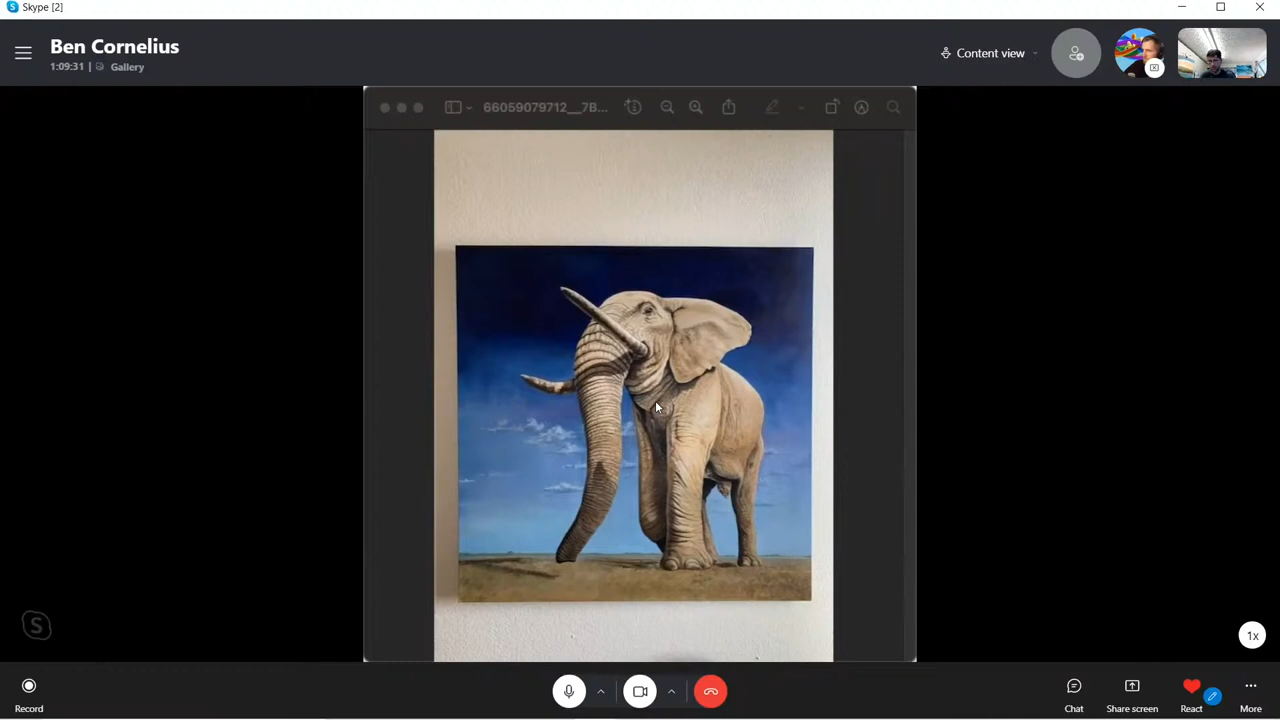 Skype [2]
Ben Cornelius
1:09:31 | Gallery
Content view
66059079712__7B...
S
1x
Record
Chat
Share screen
React
More